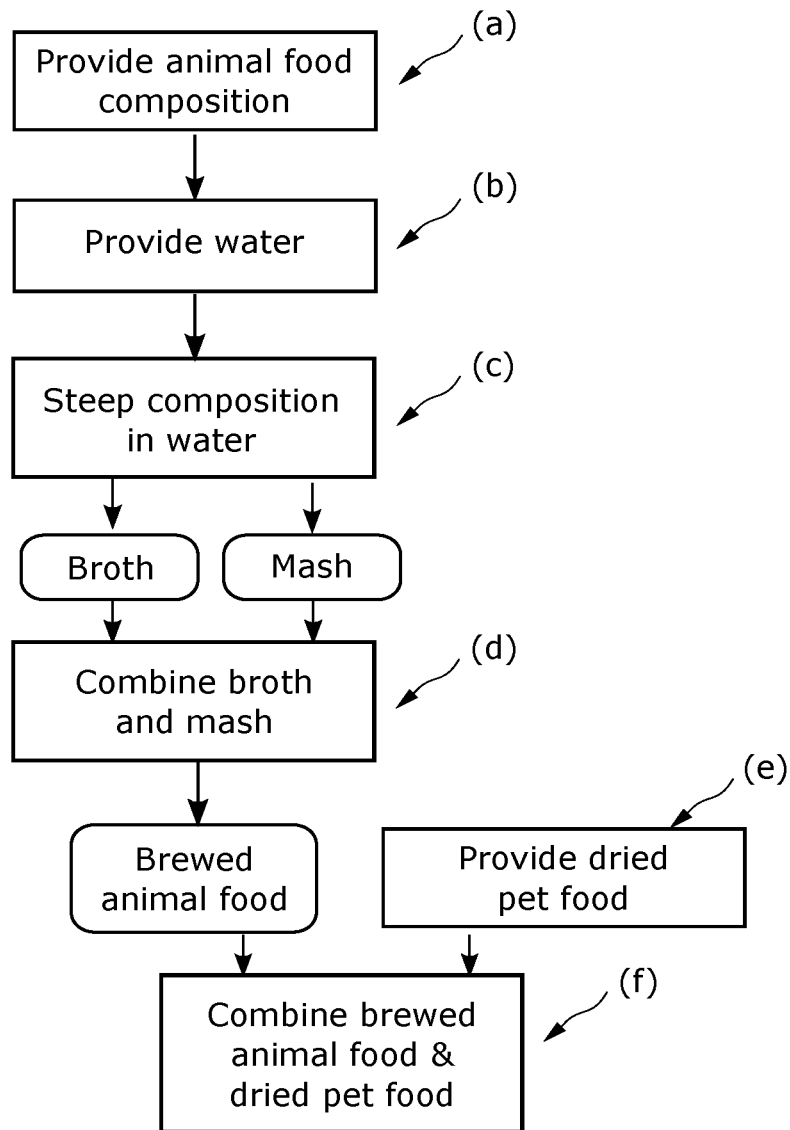 (a)
Provide animal food
composition
(b)
Provide water
(c)
Steep composition
in water
Broth
Mash
(d)
Combine broth
and mash
(e)
Brewed
animal food
Provide dried
pet food
(f)
Combine brewed
animal food &
dried pet food